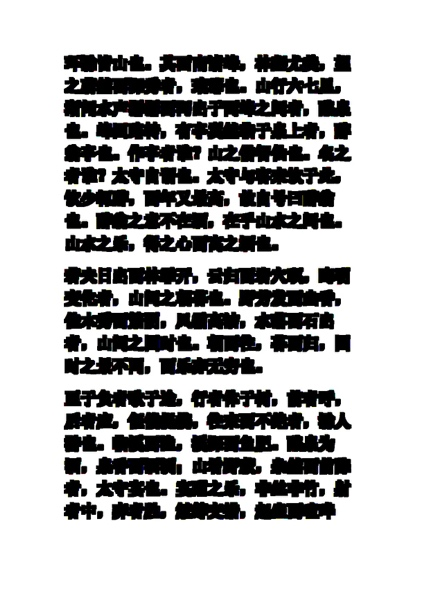 环滁皆山也。其西南诸峰,林壑尤美,望
之蔚然而深秀者,琅琊也。山行六七里,
渐闻水声潺潺而泻出于两峰之间者,酿泉
也。峰回路转,有亭翼然临于泉上者,醉
翁亭也。作亭者谁?山之僧智仙也。名之
者谁?太守自谓也。太守与客来饮于此,
饮少辄醉,而年又最高,故自号曰醉翁
也。醉翁之意不在酒,在乎山水之间也。
山水之乐,得之心而寓之酒也。
若夫日出而林霏开,云归而岩穴暝,晦明
变化者,山间之朝暮也。野芳发而幽香,
佳木秀而繁阴,风霜高洁,水落而石出
者,山间之四时也。朝而往,暮而归,四
时之景不同,而乐亦无穷也。
至于负者歌于途,行者休于树,前者呼,
后者应,伛偻提携,往来而不绝者,滁人
游也。临溪而渔,溪深而鱼肥。酿泉为
酒,泉香而酒洌;山肴野蔌,杂然而前陈
者,太守宴也。宴酣之乐,非丝非竹,射
者中,弈者胜,觥筹交错,起坐而喧哗